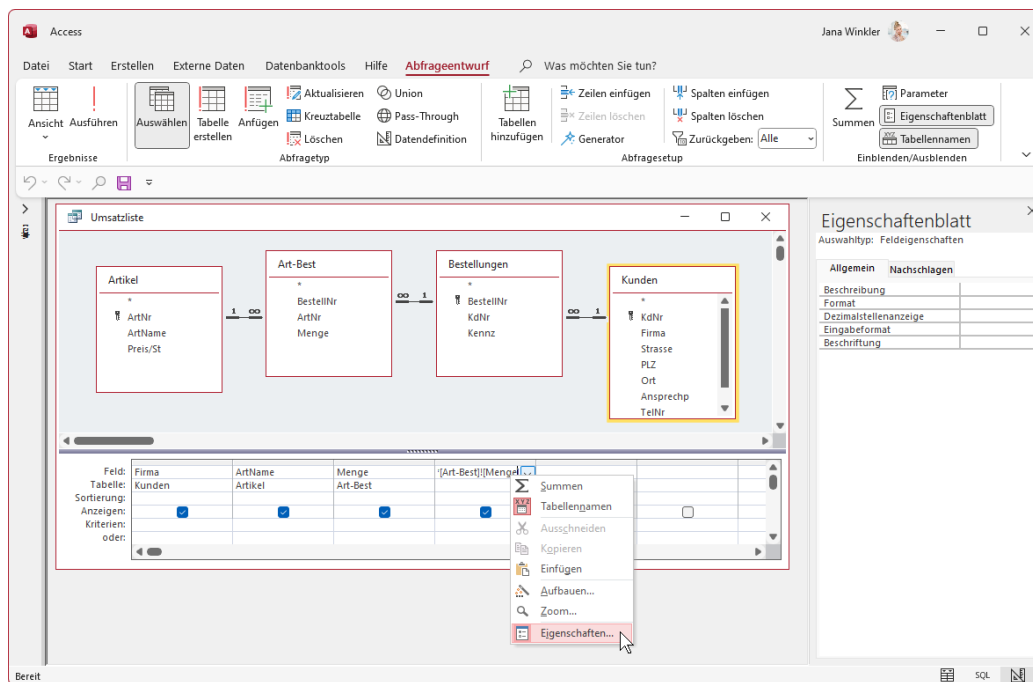 Access
Jana Winkler
Datei Start Erstellen Externe Daten Datenbanktools Hilfe Abfrageentwurf Was möchten Sie tun?
Ansicht
Ausführen
Ergebnisse
Auswählen
Tabelle erstellen
Anfügen
Aktualisieren
Kreuztabelle
Löschen
Union
Pass-Through
Datendefinition
Abfragetyp
Tabellen hinzufügen
Zeilen einfügen
Zeilen löschen
Generator
Spalten einfügen
Spalten löschen
Zurückgeben: Alle
Abfragesetup
Summen
Parameter
Eigenschaftenblatt
Tabellennamen
Einblenden/Ausblenden
Umsatzliste
Artikel
*
ArtNr
ArtName
Preis/St
1 ∞
Art-Best
*
BestellNr
ArtNr
Menge
∞ 1
Bestellungen
*
BestellNr
KdNr
Kennz
∞ 1
Kunden
*
KdNr
Firma
Strasse
PLZ
Ort
Ansprechp
TelNr
Feld: Firma ArtName Menge '[Art-Best]![Menge
Tabelle: Kunden Artikel Art-Best
Sortierung:
Anzeigen:
Kriterien:
oder:
Summen
Tabellennamen
Ausschneiden
Kopieren
Einfügen
Aufbauen...
Zoom...
Eigenschaften...
Eigenschaftenblatt
Auswahltyp: Feldeigenschaften
Allgemein Nachschlagen
Beschreibung
Format
Dezimalstellenanzeige
Eingabeformat
Beschriftung
Bereit
SQL